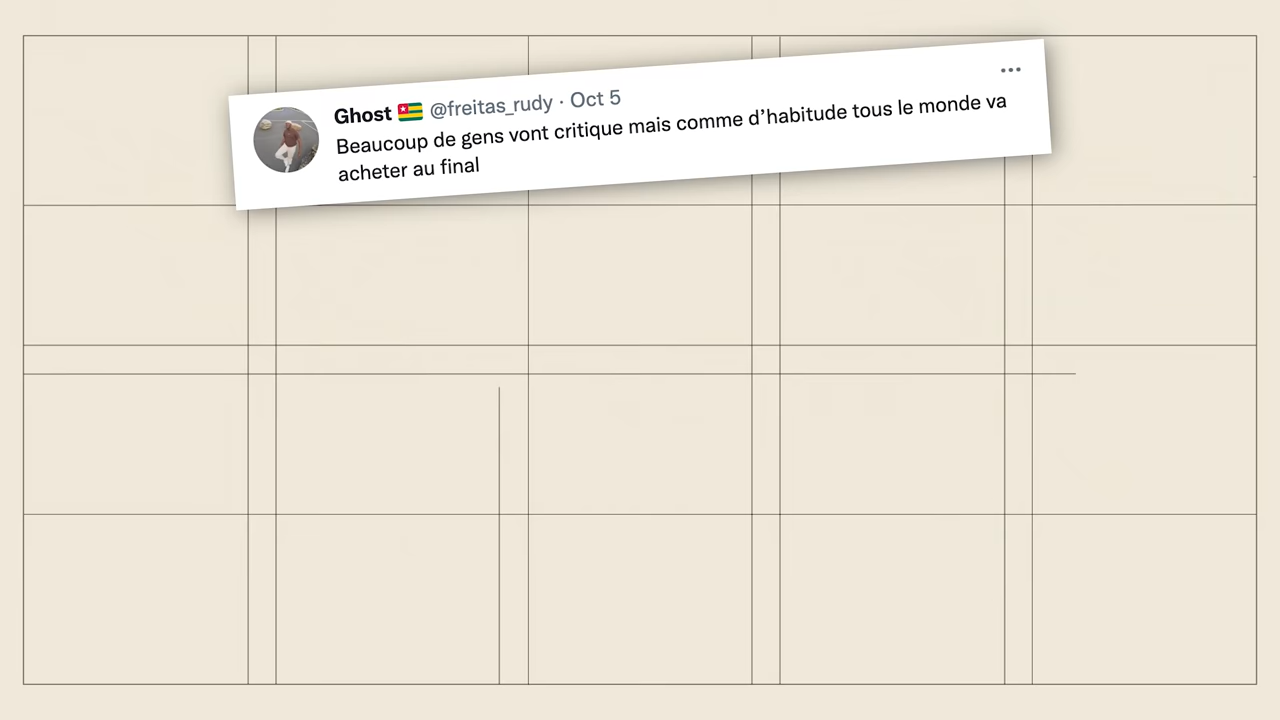 Ghost 🇹🇬 @freitas_rudy · Oct 5
Beaucoup de gens vont critique mais comme d’habitude tous le monde va
acheter au final